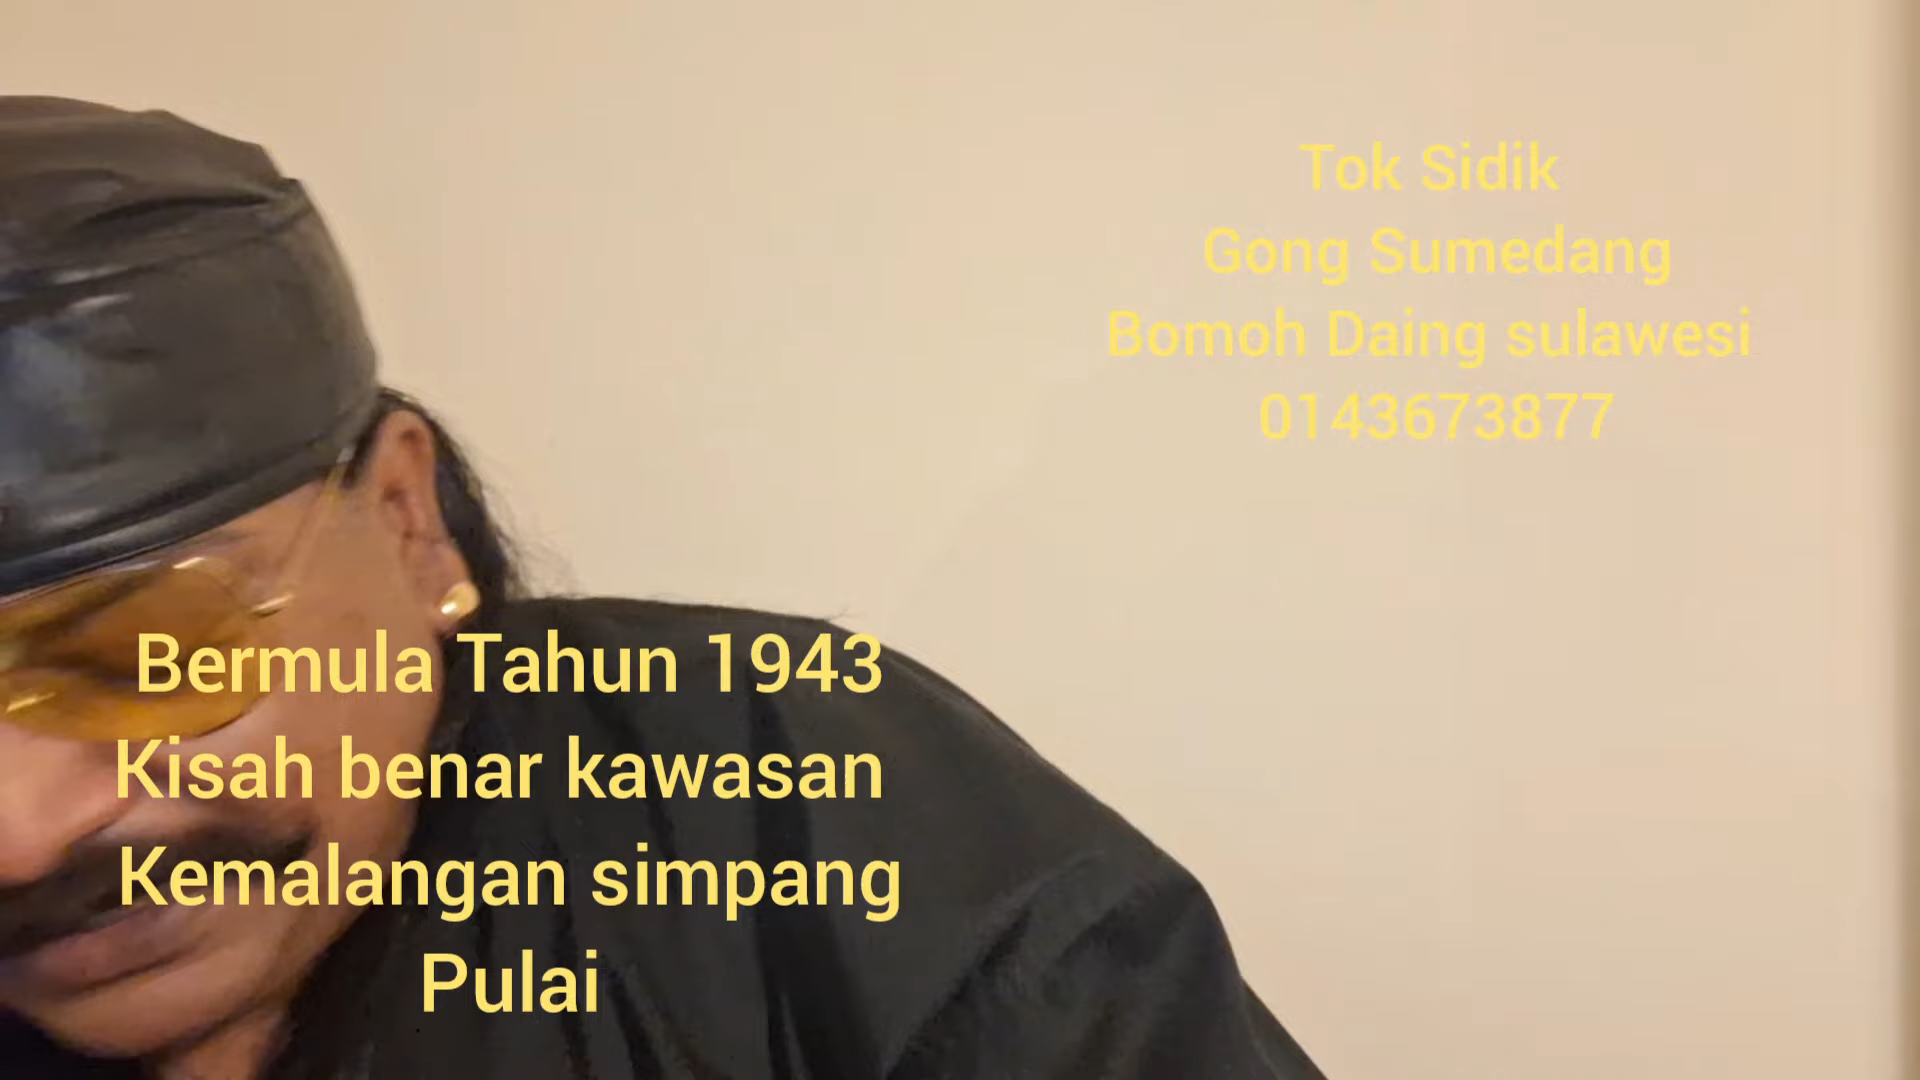 Tok Sidik
Gong Sumedang
Bomoh Daing sulawesi
0143673877
Bermula Tahun 1943
Kisah benar kawasan
Kemalangan simpang
Pulai